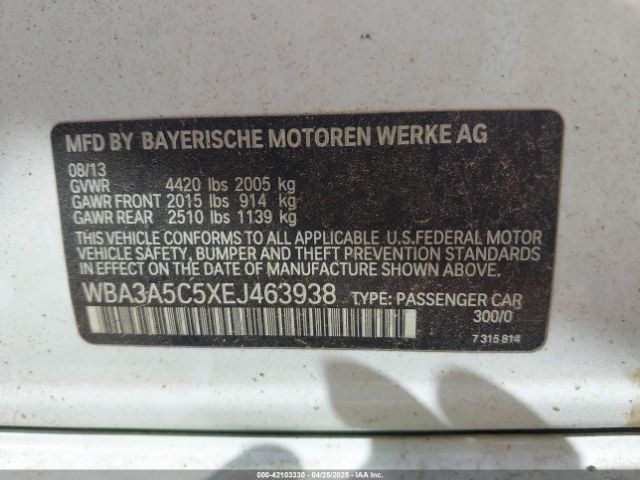 MFD BY BAYERISCHE MOTOREN WERKE AG
08/13
GVWR 4420 lbs 2005 kg
GAWR FRONT 2015 lbs 914 kg
GAWR REAR 2510 lbs 1139 kg
THIS VEHICLE CONFORMS TO ALL APPLICABLE U.S.FEDERAL MOTOR
VEHICLE SAFETY, BUMPER AND THEFT PREVENTION STANDARDS
IN EFFECT ON THE DATE OF MANUFACTURE SHOWN ABOVE.
WBA3A5C5XEJ463938 TYPE: PASSENGER CAR
300/0
7 315 814
000-42103330 - 04/25/2025 - IAA Inc.